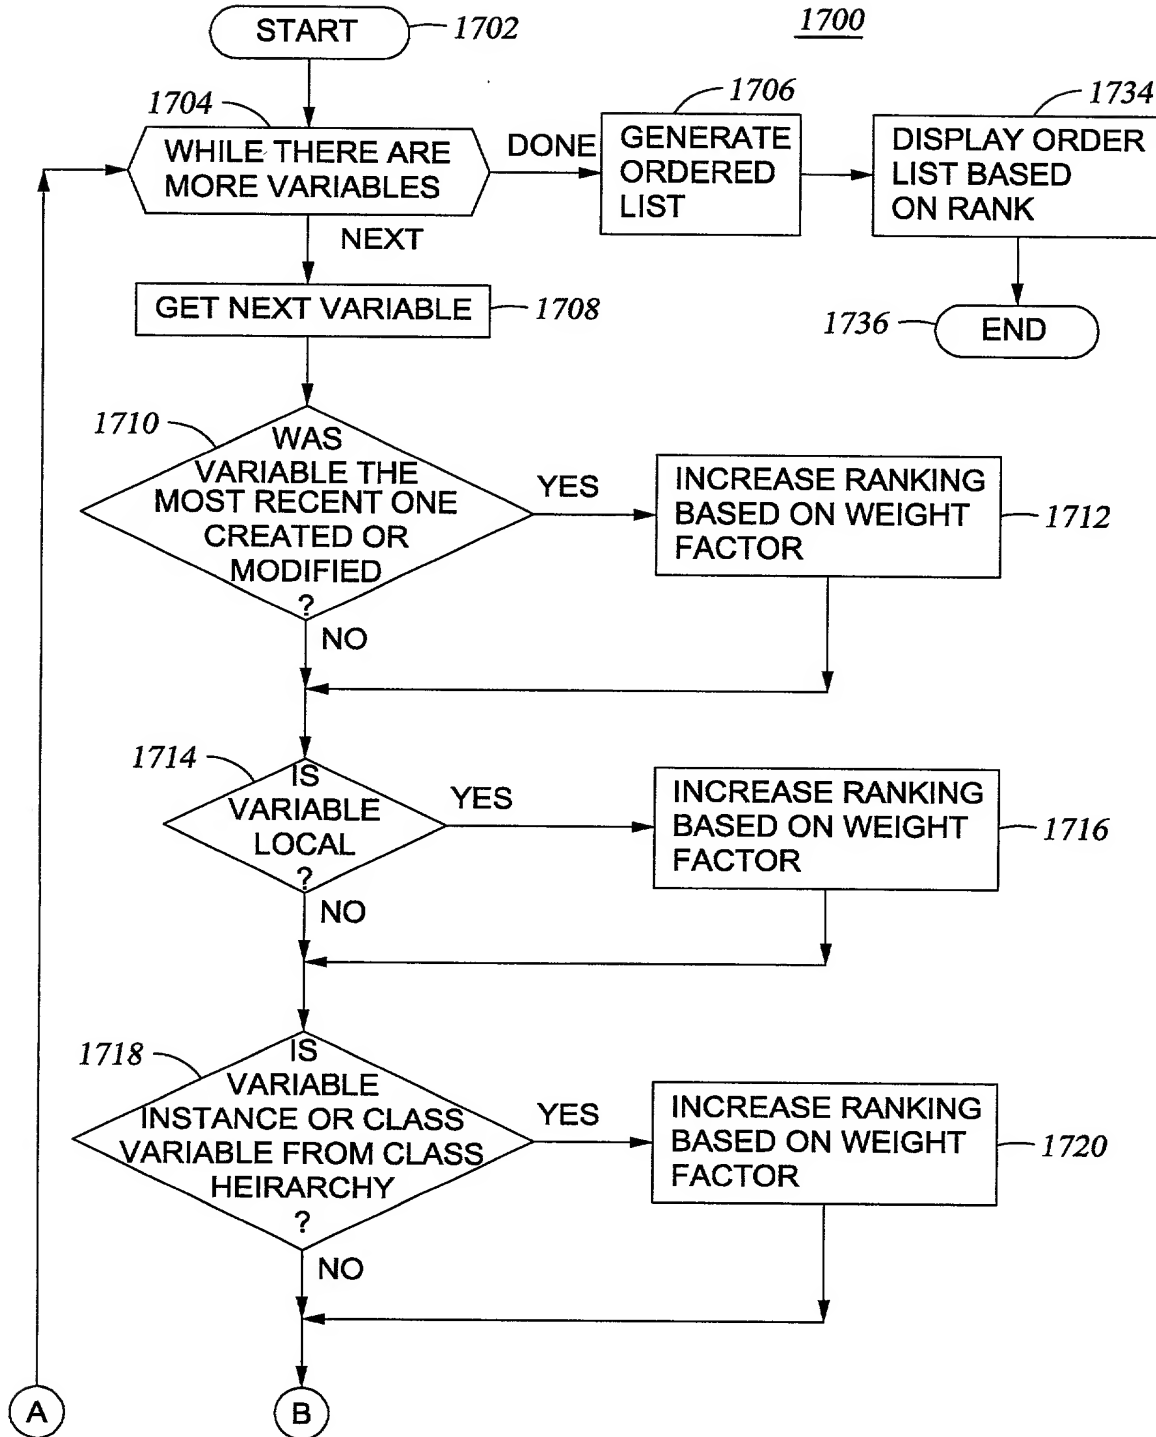 START
1702
1700
1704
WHILE THERE ARE
MORE VARIABLES
DONE
1706
GENERATE
ORDERED
LIST
1734
DISPLAY ORDER
LIST BASED
ON RANK
NEXT
GET NEXT VARIABLE
1708
1736
END
1710
WAS
VARIABLE THE
MOST RECENT ONE
CREATED OR
MODIFIED
?
YES
INCREASE RANKING
BASED ON WEIGHT
FACTOR
1712
NO
1714
IS
VARIABLE
LOCAL
?
YES
INCREASE RANKING
BASED ON WEIGHT
FACTOR
1716
NO
1718
IS
VARIABLE
INSTANCE OR CLASS
VARIABLE FROM CLASS
HEIRARCHY
?
YES
INCREASE RANKING
BASED ON WEIGHT
FACTOR
1720
NO
A
B